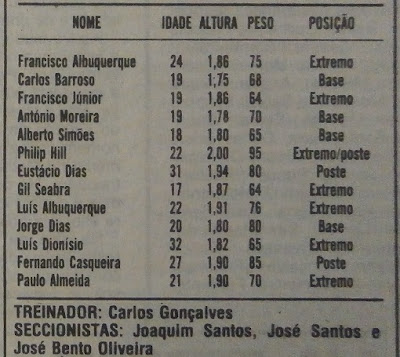 NOME IDADE ALTURA PESO POSIÇÃO
Francisco Albuquerque 24 1,86 75 Extremo
Carlos Barroso 19 1,75 68 Base
Francisco Júnior 19 1,86 64 Extremo
António Moreira 19 1,78 70 Base
Alberto Simões 18 1,80 65 Base
Philip Hill 22 2,00 95 Extremo/poste
Eustácio Dias 31 1,94 80 Poste
Gil Seabra 17 1,87 64 Extremo
Luís Albuquerque 22 1,91 76 Extremo
Jorge Dias 20 1,80 80 Base
Luís Dionísio 32 1,82 65 Extremo
Fernando Casqueira 27 1,90 85 Poste
Paulo Almeida 21 1,90 70 Extremo
TREINADOR: Carlos Gonçalves
SECCIONISTAS: Joaquim Santos, José Santos e
José Bento Oliveira